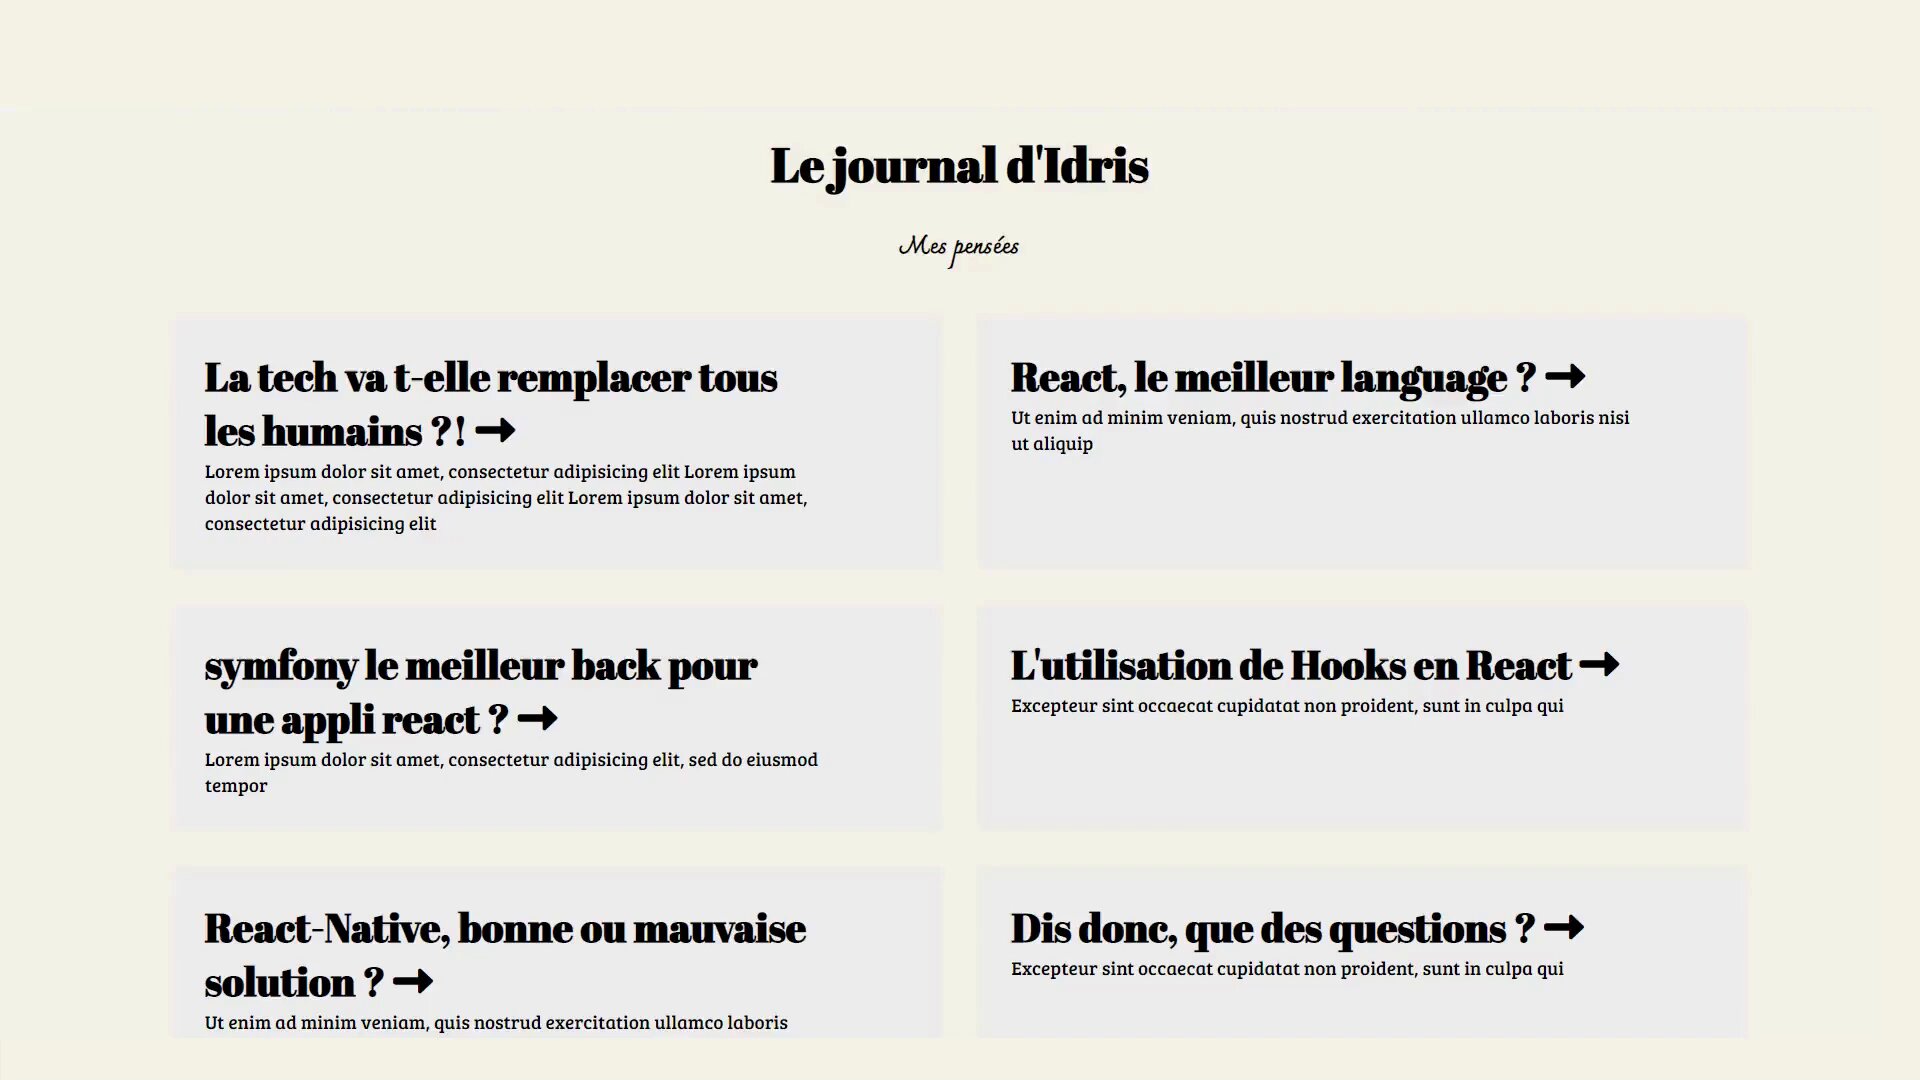 Le journal d'Idris
Mes pensées
La tech va t-elle remplacer tous
les humains ?! →
Lorem ipsum dolor sit amet, consectetur adipisicing elit Lorem ipsum
dolor sit amet, consectetur adipisicing elit Lorem ipsum dolor sit amet,
consectetur adipisicing elit
React, le meilleur language ? →
Ut enim ad minim veniam, quis nostrud exercitation ullamco laboris nisi
ut aliquip
symfony le meilleur back pour
une appli react ? →
Lorem ipsum dolor sit amet, consectetur adipisicing elit, sed do eiusmod
tempor
L'utilisation de Hooks en React →
Excepteur sint occaecat cupidatat non proident, sunt in culpa qui
React-Native, bonne ou mauvaise
solution ? →
Ut enim ad minim veniam, quis nostrud exercitation ullamco laboris
Dis donc, que des questions ? →
Excepteur sint occaecat cupidatat non proident, sunt in culpa qui